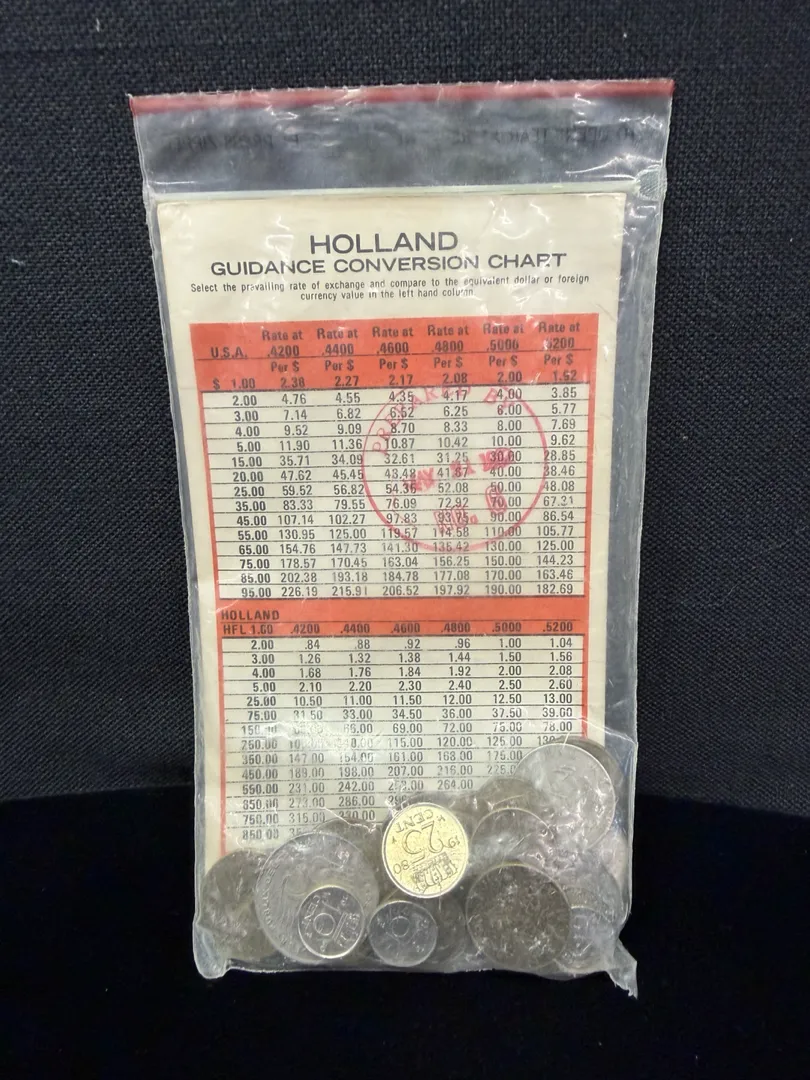 HOLLAND
GUIDANCE CONVERSION CHART
Select the prevailing rate of exchange and compare to the equivalent dollar or foreign
currency value in the left hand column
Rate at Rate at Rate at Rate at Rate at Rate at
U.S.A. .4200 .4400 .4600 .4800 .5000 .5200
Per $ Per $ Per $ Per $ Per $ Per $
$ 1.00 2.38 2.27 2.17 2.08 2.00 1.92
2.00 4.76 4.55 4.35 4.17 4.00 3.85
3.00 7.14 6.82 6.52 6.25 6.00 5.77
4.00 9.52 9.09 8.70 8.33 8.00 7.69
5.00 11.90 11.36 10.87 10.42 10.00 9.62
15.00 35.71 34.09 32.61 31.25 30.00 28.85
20.00 47.62 45.45 43.48 41.67 40.00 38.46
25.00 59.52 56.82 54.35 52.08 50.00 48.08
35.00 83.33 79.55 76.09 72.92 70.00 67.31
45.00 107.14 102.27 97.83 93.75 90.00 86.54
55.00 130.95 125.00 119.57 114.58 110.00 105.77
65.00 154.76 147.73 141.30 135.42 130.00 125.00
75.00 178.57 170.45 163.04 156.25 150.00 144.23
85.00 202.38 193.18 184.78 177.08 170.00 163.46
95.00 226.19 215.91 206.52 197.92 190.00 182.69
PREPARED BY
HOLLAND
HFL 1.00 .4200 .4400 .4600 .4800 .5000 .5200
2.00 .84 .88 .92 .96 1.00 1.04
3.00 1.26 1.32 1.38 1.44 1.50 1.56
4.00 1.68 1.76 1.84 1.92 2.00 2.08
5.00 2.10 2.20 2.30 2.40 2.50 2.60
25.00 10.50 11.00 11.50 12.00 12.50 13.00
75.00 31.50 33.00 34.50 36.00 37.50 39.00
150.00 66.00 69.00 72.00 75.00 78.00
250.00 115.00 120.00 125.00
350.00 147.00 154.00 161.00 168.00 175.00
450.00 189.00 198.00 207.00 216.00
550.00 231.00 242.00 264.00
650.00 273.00 286.00
750.00 315.00
850.00
1980
25
CENT
10
CENTS
10